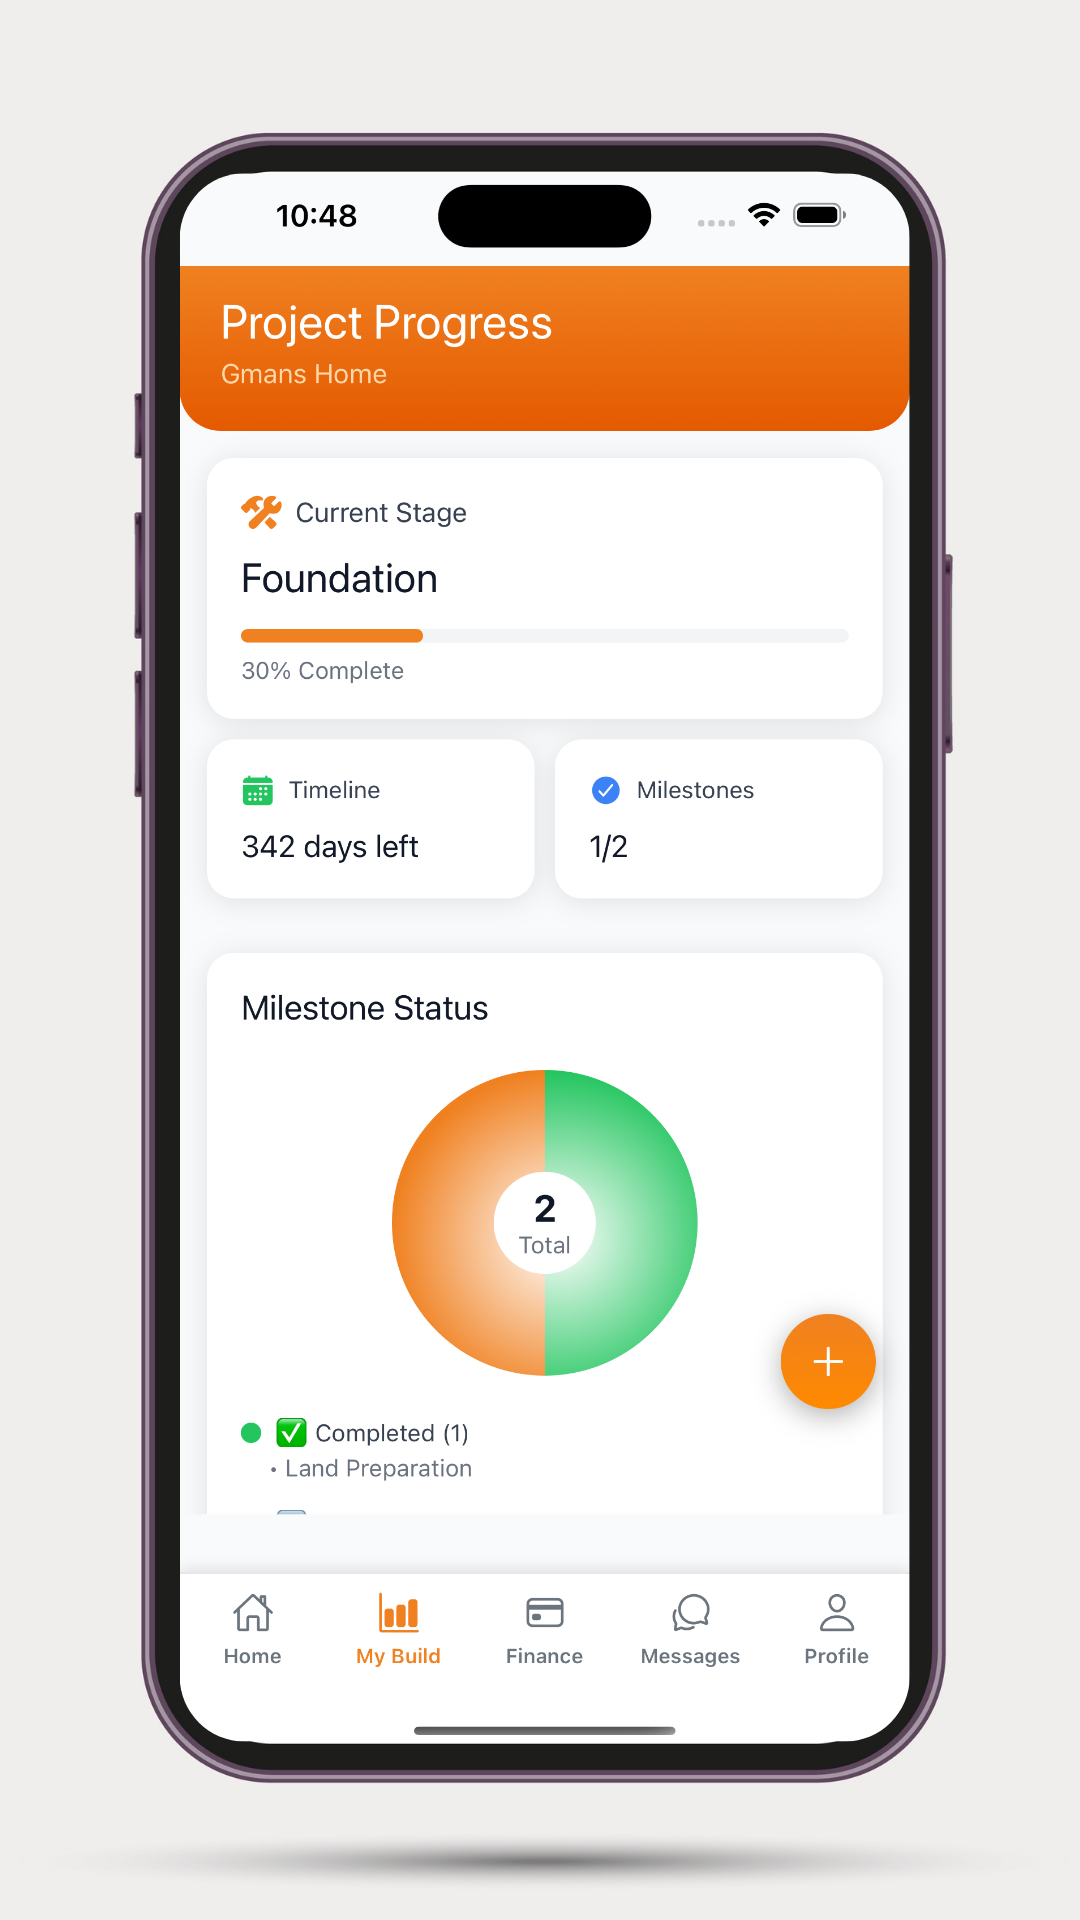 10:48
Project Progress
Gmans Home
Current Stage
Foundation
30% Complete
Timeline
342 days left
Milestones
1/2
Milestone Status
2
Total
Completed (1)
• Land Preparation
Home
My Build
Finance
Messages
Profile